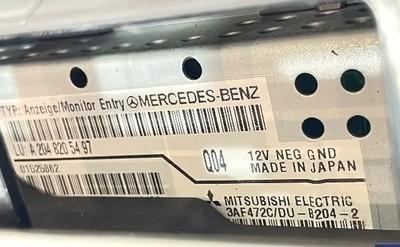 TYP: Anzeige/Monitor Entry MERCEDES-BENZ
LU: A 204 820 54 97
Q04 12V NEG GND
MADE IN JAPAN
01525862
MITSUBISHI ELECTRIC
3AF472C/DU-B204-2